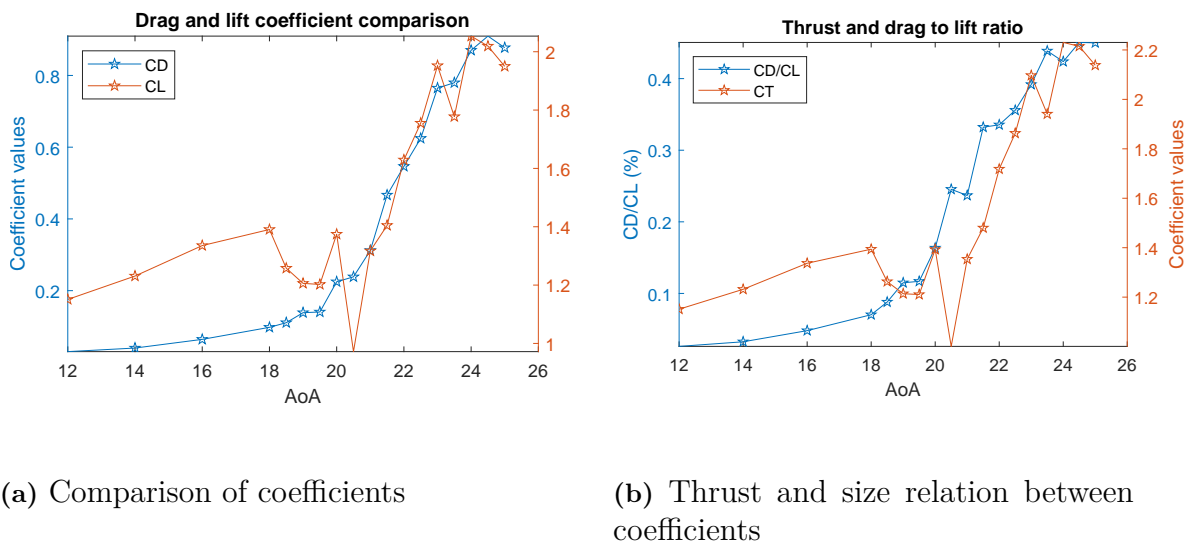 Drag and lift coefficient comparison
CD
CL
Coefficient values
0.2
0.4
0.6
0.8
1
1.2
1.4
1.6
1.8
2
12 14 16 18 20 22 24 26
AoA
Thrust and drag to lift ratio
CD/CL
CT
CD/CL (%)
0.1
0.2
0.3
0.4
1.2
1.4
1.6
1.8
2
2.2
Coefficient values
12 14 16 18 20 22 24 26
AoA
(a) Comparison of coefficients
(b) Thrust and size relation between
coefficients